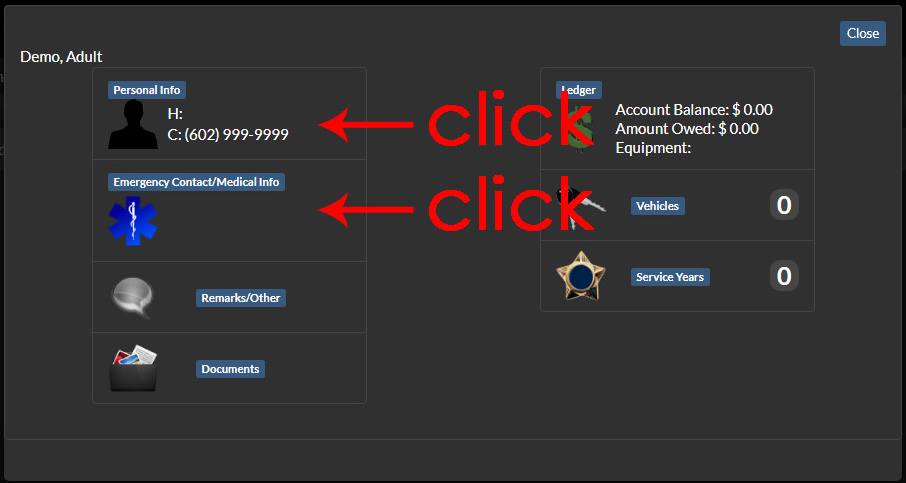 Close
Demo, Adult
Personal Info
H:
C: (602) 999-9999
click
Emergency Contact/Medical Info
click
Remarks/Other
Documents
Ledger
Account Balance: $ 0.00
Amount Owed: $ 0.00
Equipment:
Vehicles 0
Service Years 0